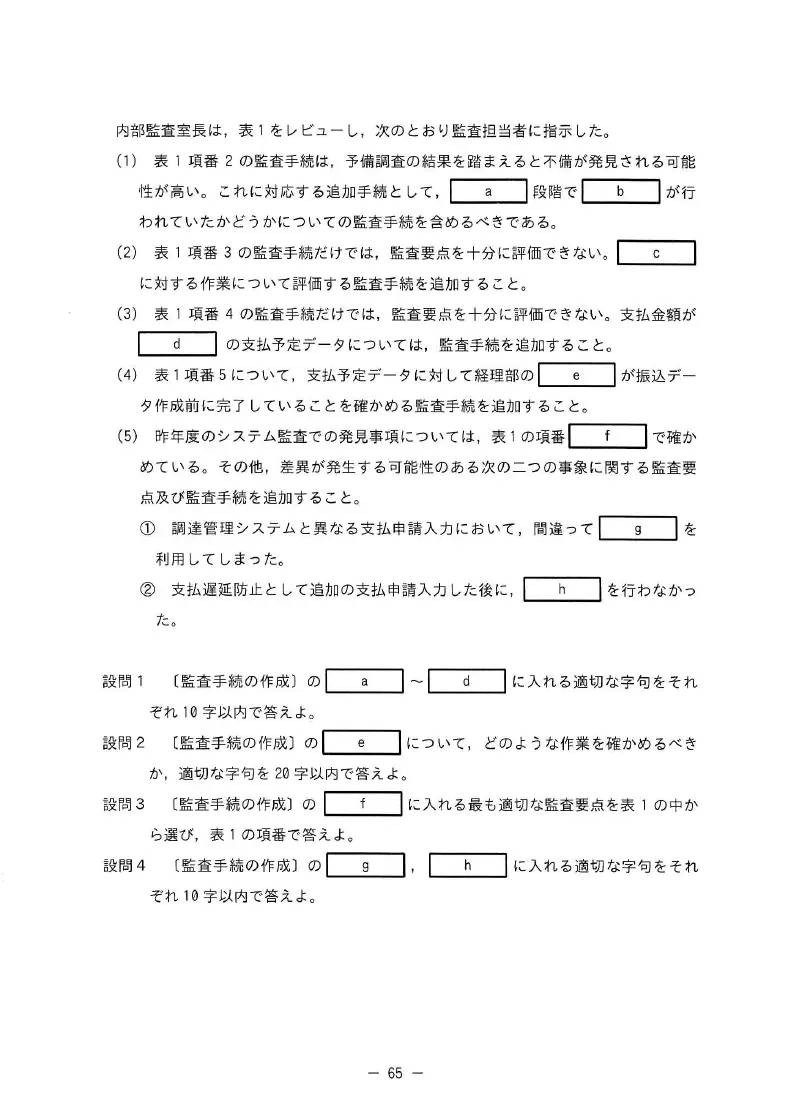 内部監査室長は，表1をレビューし，次のとおり監査担当者に指示した。
(1) 表1項番2の監査手続は，予備調査の結果を踏まえると不備が発見される可能
性が高い。これに対応する追加手続として， a 段階で b が行
われていたかどうかについての監査手続を含めるべきである。
(2) 表1項番3の監査手続だけでは，監査要点を十分に評価できない。 c
に対する作業について評価する監査手続を追加すること。
(3) 表1項番4の監査手続だけでは，監査要点を十分に評価できない。支払金額が
d の支払予定データについては，監査手続を追加すること。
(4) 表1項番5について，支払予定データに対して経理部の e が振込デー
タ作成前に完了していることを確かめる監査手続を追加すること。
(5) 昨年度のシステム監査での発見事項については，表1の項番 f で確か
めている。その他，差異が発生する可能性のある次の二つの事象に関する監査要
点及び監査手続を追加すること。
① 調達管理システムと異なる支払申請入力において，間違って g を
利用してしまった。
② 支払遅延防止として追加の支払申請入力した後に， h を行わなかっ
た。
設問1 〔監査手続の作成〕の a ～ d に入れる適切な字句をそれ
ぞれ10字以内で答えよ。
設問2 〔監査手続の作成〕の e について，どのような作業を確かめるべき
か，適切な字句を20字以内で答えよ。
設問3 〔監査手続の作成〕の f に入れる最も適切な監査要点を表1の中か
ら選び，表1の項番で答えよ。
設問4 〔監査手続の作成〕の g ， h に入れる適切な字句をそれ
ぞれ10字以内で答えよ。
― 65 ―